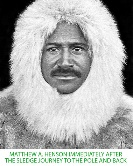 MATTHEW A. HENSON IMMEDIATELY AFTER
THE SLEDGE JOURNEY TO THE POLE AND BACK